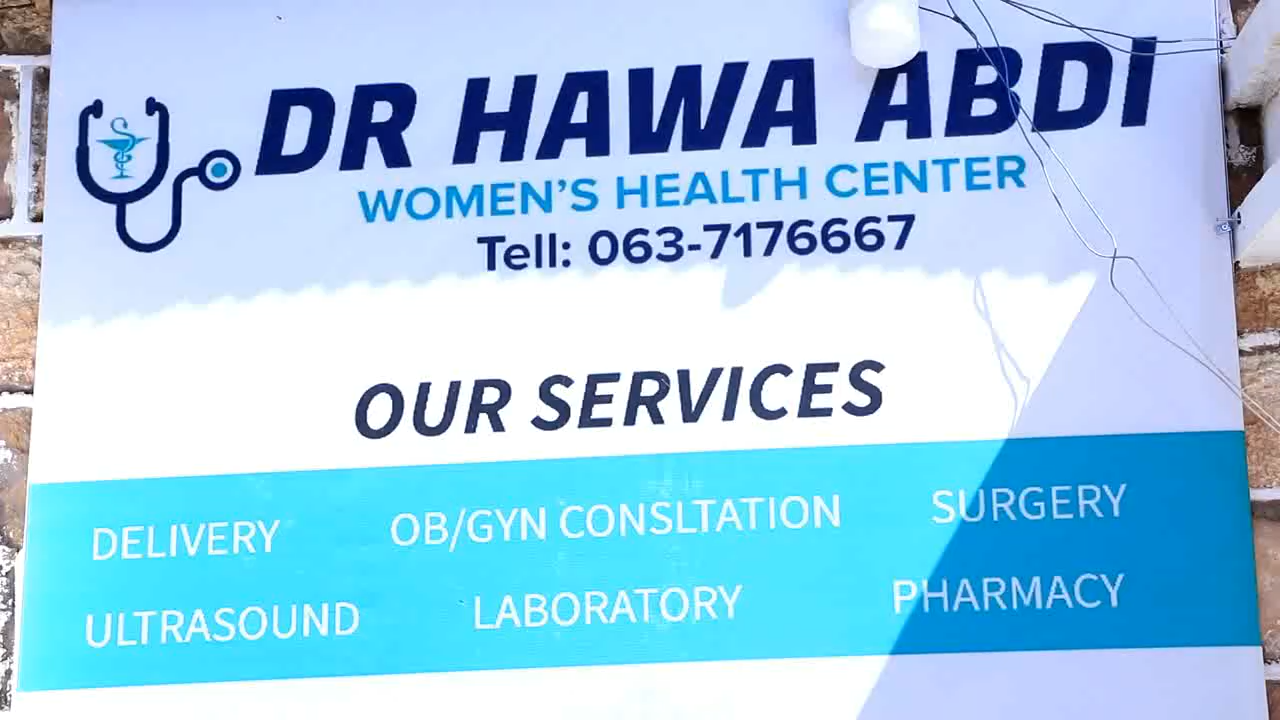 DR HAWA ABDI
WOMEN'S HEALTH CENTER
Tell: 063-7176667
OUR SERVICES
DELIVERY OB/GYN CONSLTATION SURGERY
ULTRASOUND LABORATORY PHARMACY